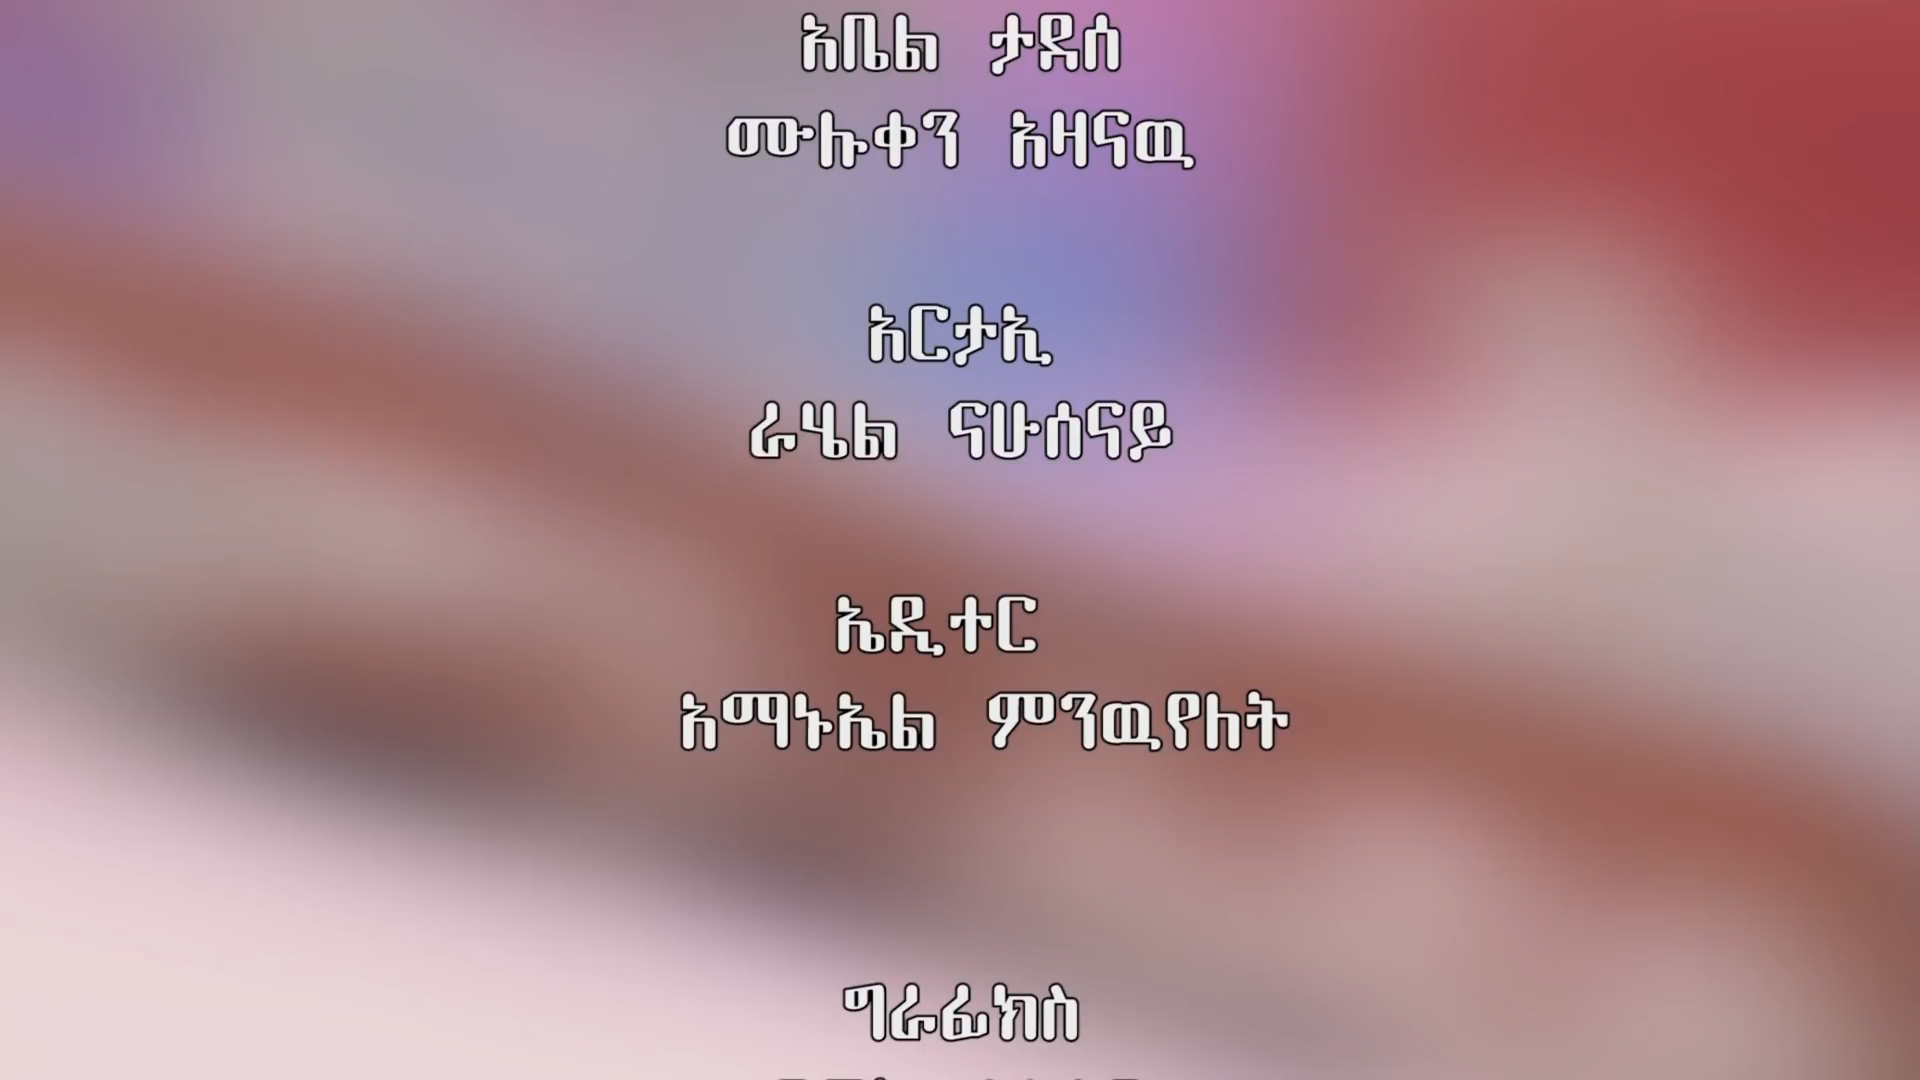 አቤል ታደሰ
ሙሉቀን አዛናዉ
አርታኢ
ራሄል ናሁሰናይ
ኤዲተር
አማኑኤል ምንዉየለት
ግራፊክስ